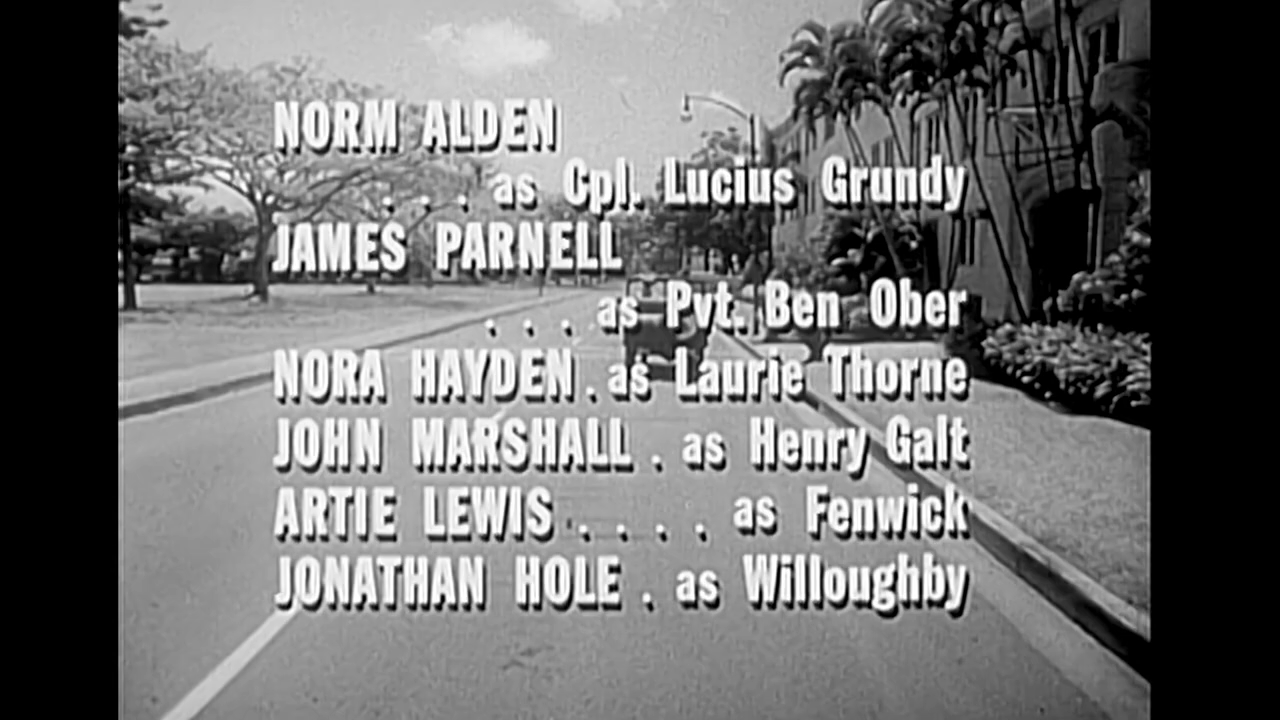 NORM ALDEN
. . . as Cpl. Lucius Grundy
JAMES PARNELL
. . . as Pvt. Ben Ober
NORA HAYDEN . as Laurie Thorne
JOHN MARSHALL . as Henry Galt
ARTIE LEWIS . . . . as Fenwick
JONATHAN HOLE . as Willoughby